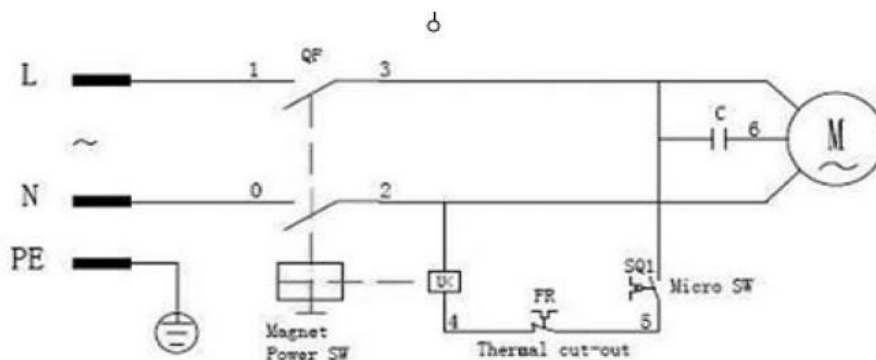 QF
L 1 3
C
6
M
~
~
N 0 2
PE
SQ1
Micro SW
FR
4 5
Magnet
Power SW
Thermal cut-out